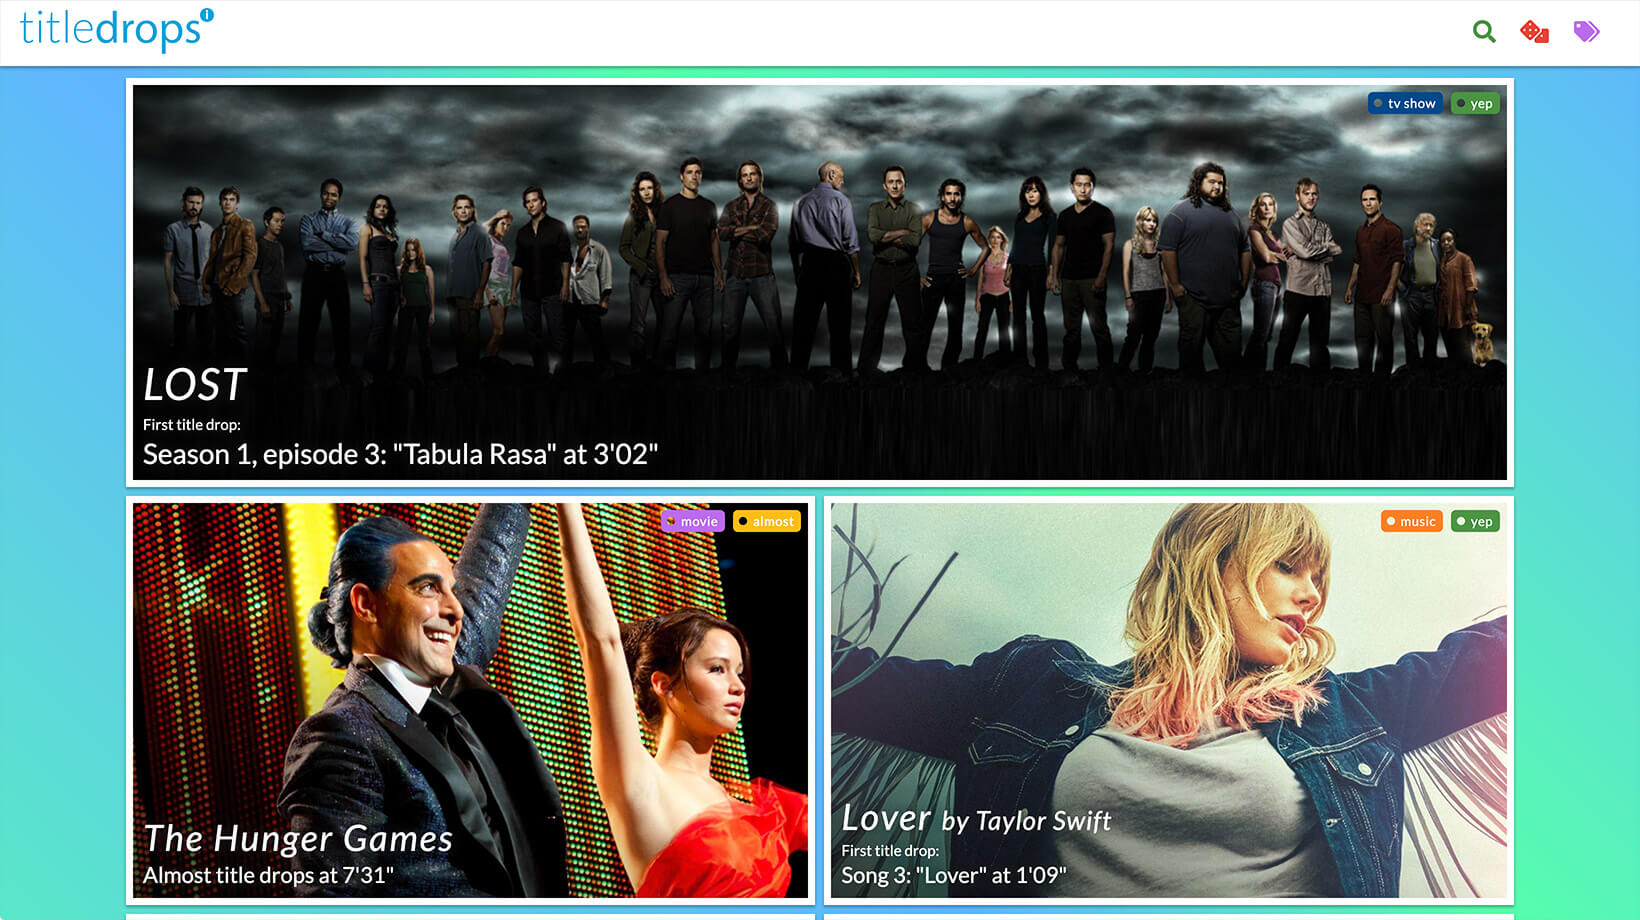 titledrops i
tv show yep
LOST
First title drop:
Season 1, episode 3: "Tabula Rasa" at 3'02"
movie almost
The Hunger Games
Almost title drops at 7'31"
music yep
Lover by Taylor Swift
First title drop:
Song 3: "Lover" at 1'09"